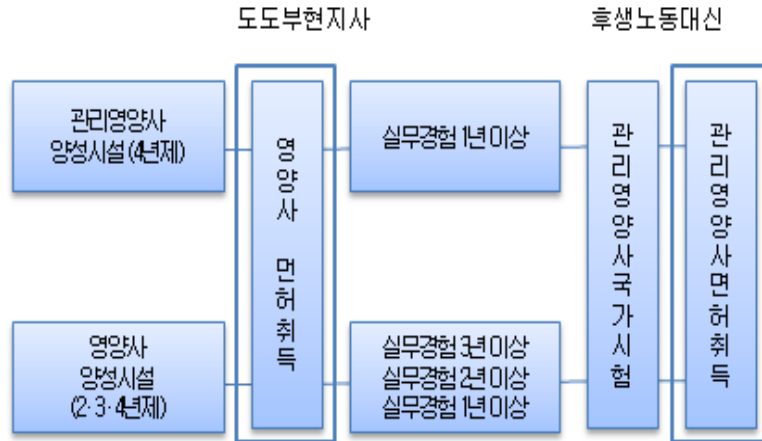 도도부현지사
후생노동대신
관리영양사
양성시설(4년제)
영양사 면허취득
실무경험 1년 이상
관리영양사국가시험
관리영양사면허취득
영양사
양성시설
(2·3·4년제)
실무경험 3년 이상
실무경험 2년 이상
실무경험 1년 이상